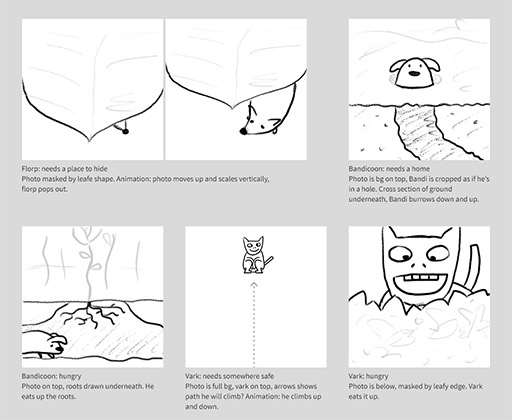 Florp: needs a place to hide
Photo masked by leafe shape. Animation: photo moves up and scales vertically,
florp pops out.
Bandicoon: needs a home
Photo is bg on top, Bandi is cropped as if he's
in a hole. Cross section of ground
underneath, Bandi burrows down and up.
Bandicoon: hungry
Photo on top, roots drawn underneath. He
eats up the roots.
Vark: needs somewhere safe
Photo is full bg, vark on top, arrows shows
path he will climb? Animation: he climbs up
and down.
Vark: hungry
Photo is below, masked by leafy edge. Vark
eats it up.